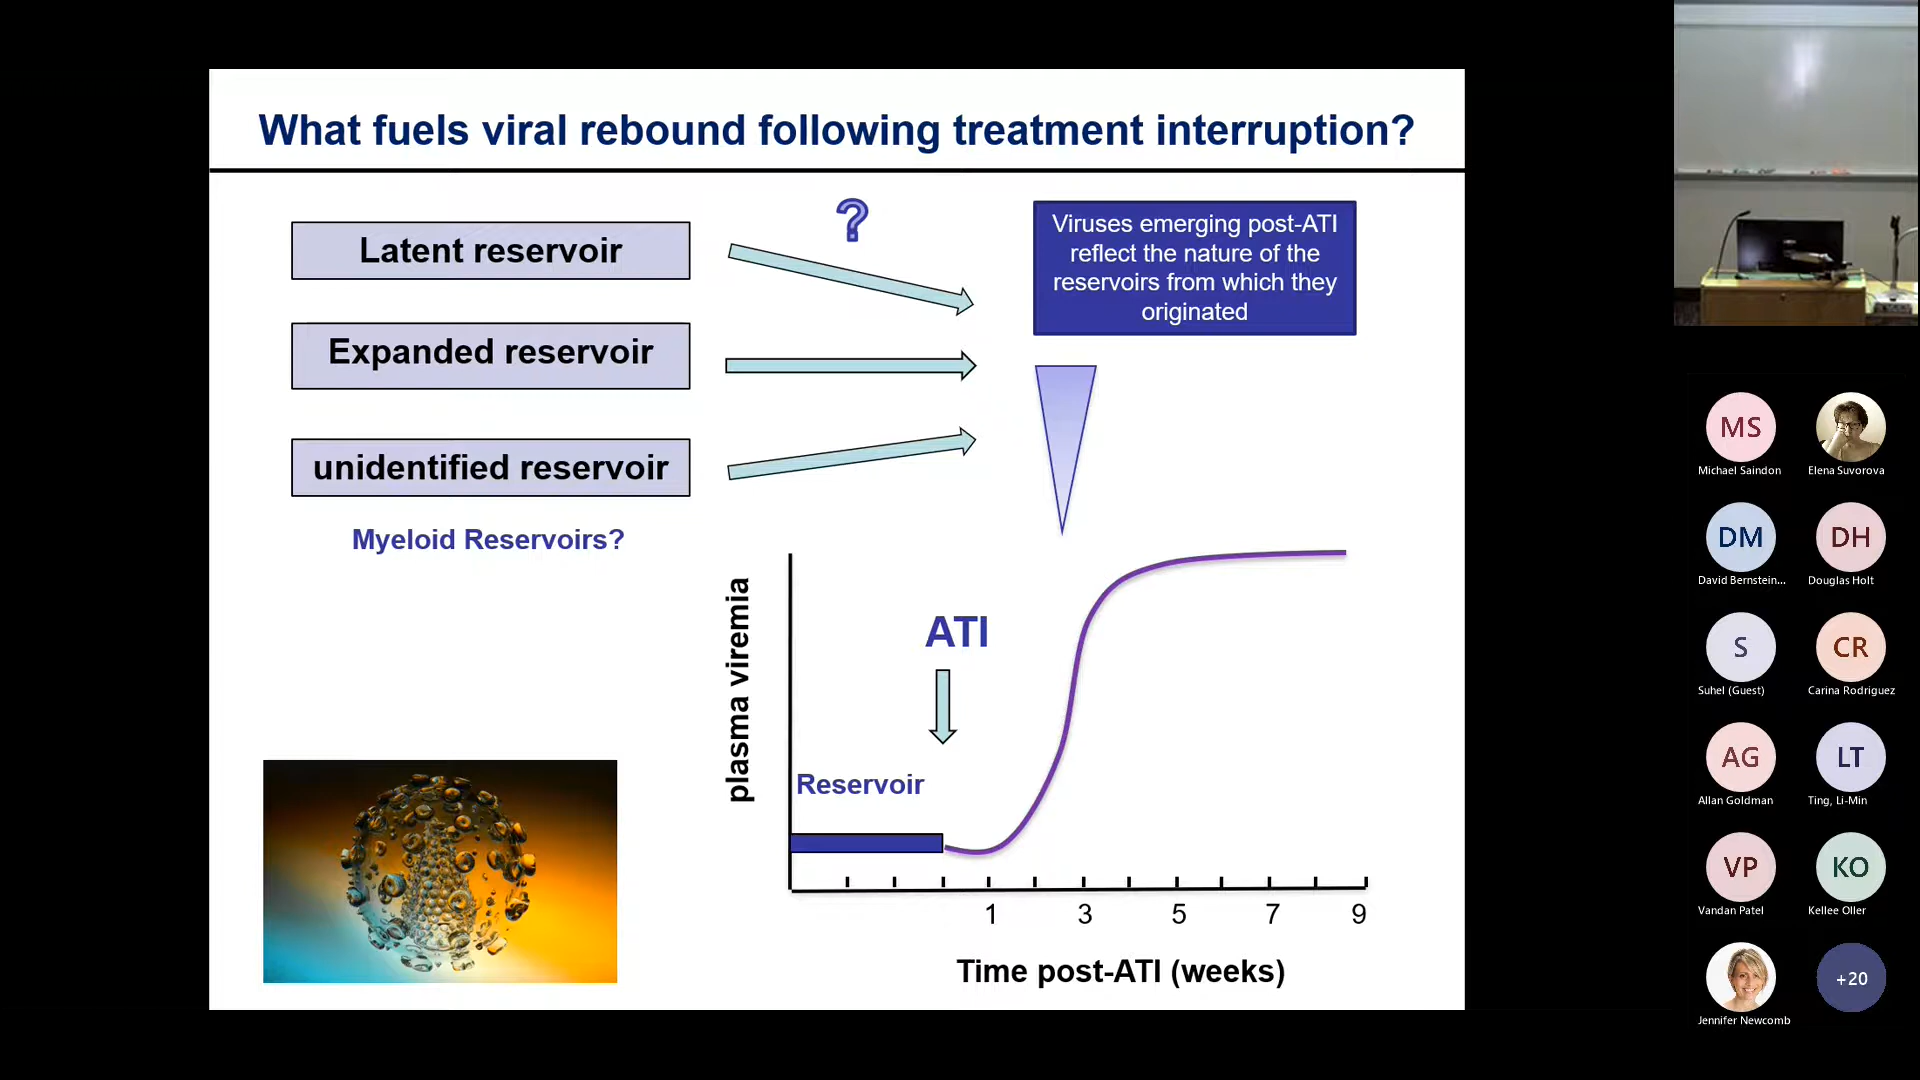 What fuels viral rebound following treatment interruption?
Latent reservoir
?
Viruses emerging post-ATI
reflect the nature of the
reservoirs from which they
originated
Expanded reservoir
unidentified reservoir
Myeloid Reservoirs?
plasma viremia
ATI
Reservoir
1 3 5 7 9
Time post-ATI (weeks)
MS
Michael Saindon
Elena Suvorova
DM
David Bernstein...
DH
Douglas Holt
S
Suhel (Guest)
CR
Carina Rodriguez
AG
Allan Goldman
LT
Ting, Li-Min
VP
Vandan Patel
KO
Kellee Oller
Jennifer Newcomb
+20